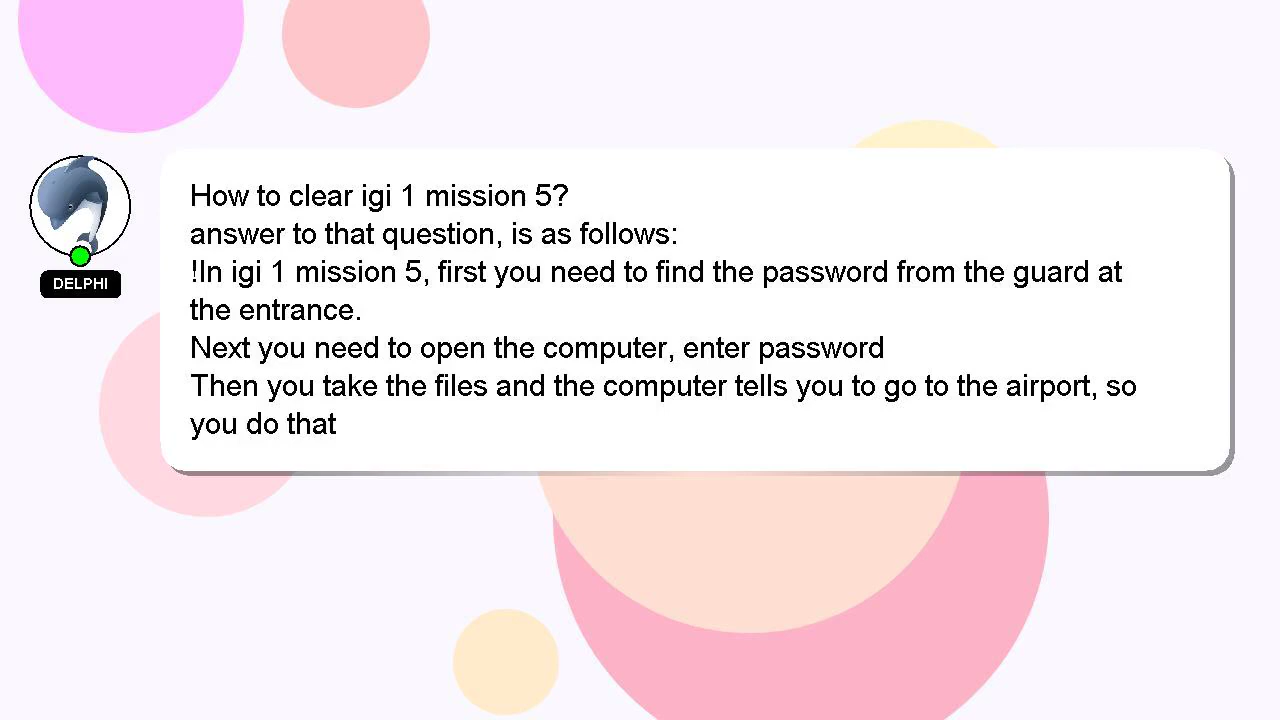 How to clear igi 1 mission 5?
answer to that question, is as follows:
!In igi 1 mission 5, first you need to find the password from the guard at
the entrance.
Next you need to open the computer, enter password
Then you take the files and the computer tells you to go to the airport, so
you do that
DELPHI